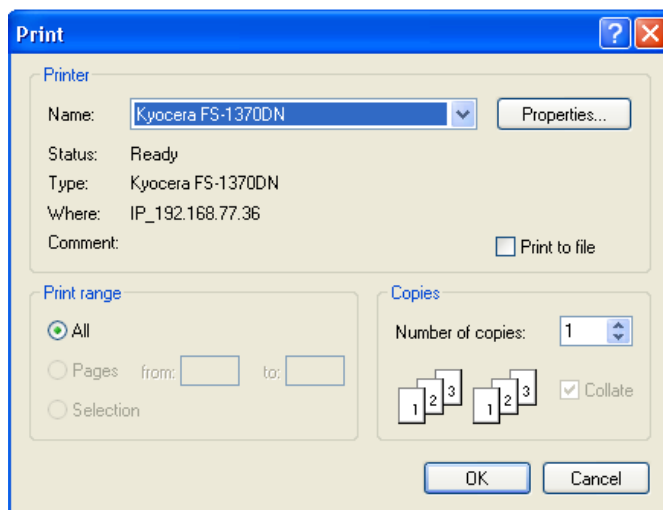 Print
Printer
Name: Kyocera FS-1370DN Properties...
Status: Ready
Type: Kyocera FS-1370DN
Where: IP_192.168.77.36
Comment: Print to file
Print range
All
Pages from: to:
Selection
Copies
Number of copies: 1
1 2 3 1 2 3 Collate
OK Cancel